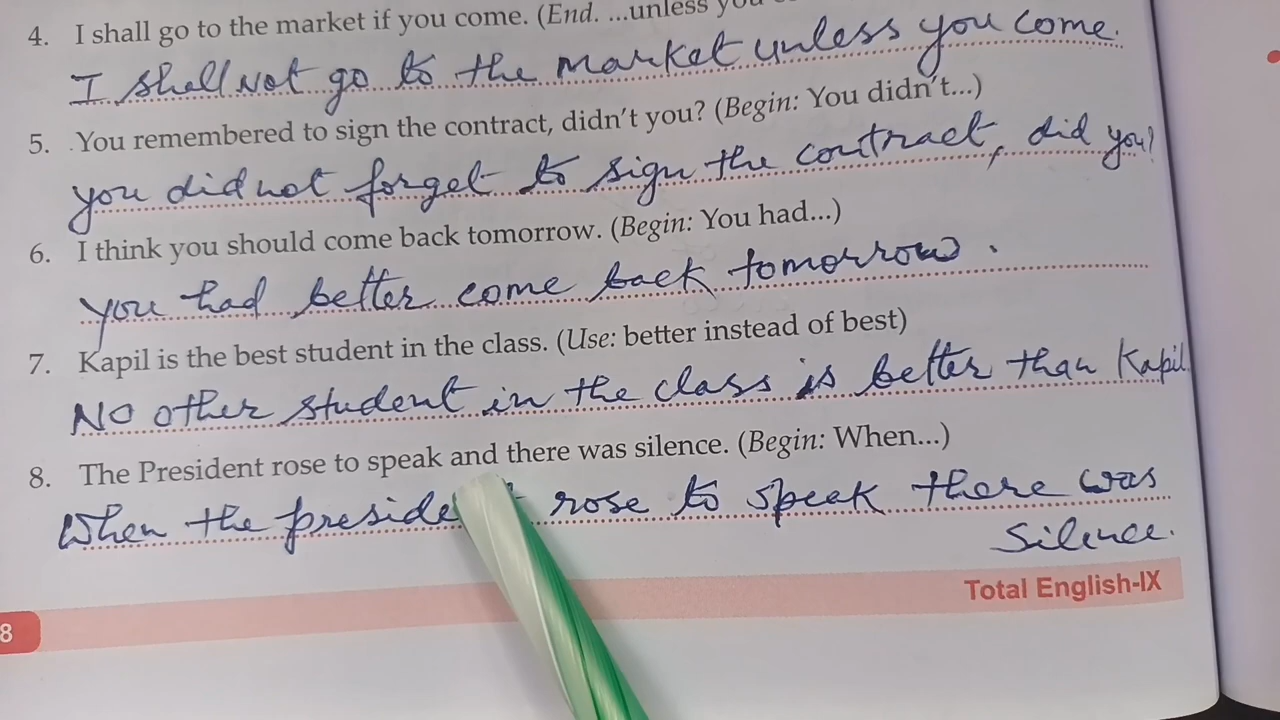 4. I shall go to the market if you come. (End. ...unless you
I shall Not go to the market unless you come.
5. You remembered to sign the contract, didn't you? (Begin: You didn't...)
you did not forget to sign the contract, did you?
6. I think you should come back tomorrow. (Begin: You had...)
you had better come back tomorrow.
7. Kapil is the best student in the class. (Use: better instead of best)
No other student in the class is better than Kapil
8. The President rose to speak and there was silence. (Begin: When...)
When the preside rose to speak there was
silence.
Total English-IX
8